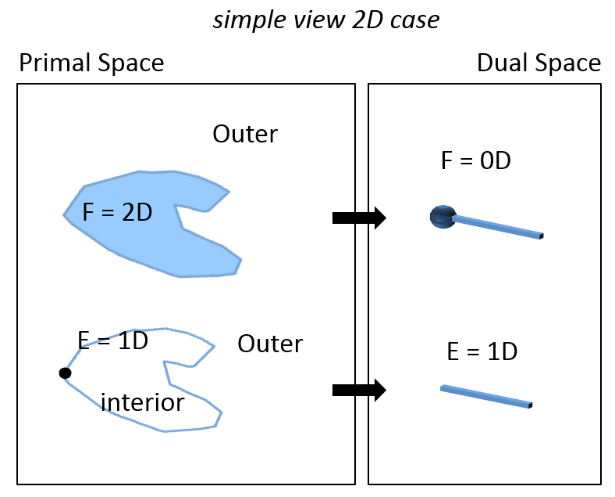 simple view 2D case
Primal Space
Dual Space
Outer
F = 2D
F = 0D
E = 1D
Outer
interior
E = 1D